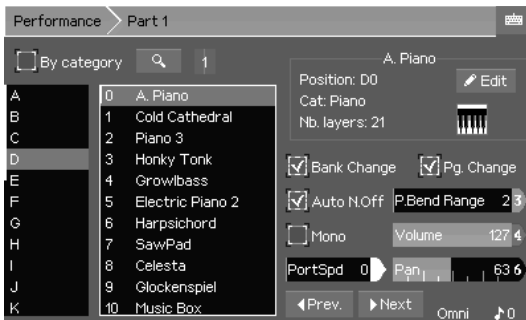 Performance Part 1
By category 1
A
B
C
D
E
F
G
H
I
J
K
0 A. Piano
1 Cold Cathedral
2 Piano 3
3 Honky Tonk
4 Growlbass
5 Electric Piano 2
6 Harpsichord
7 SawPad
8 Celesta
9 Glockenspiel
10 Music Box
A. Piano
Position: D0
Cat: Piano
Nb. layers: 21
Edit
Bank Change Pg. Change
Auto N.Off P.Bend Range 2 3
Mono Volume 127 4
PortSpd 0 Pan 63 6
Prev. Next Omni 0